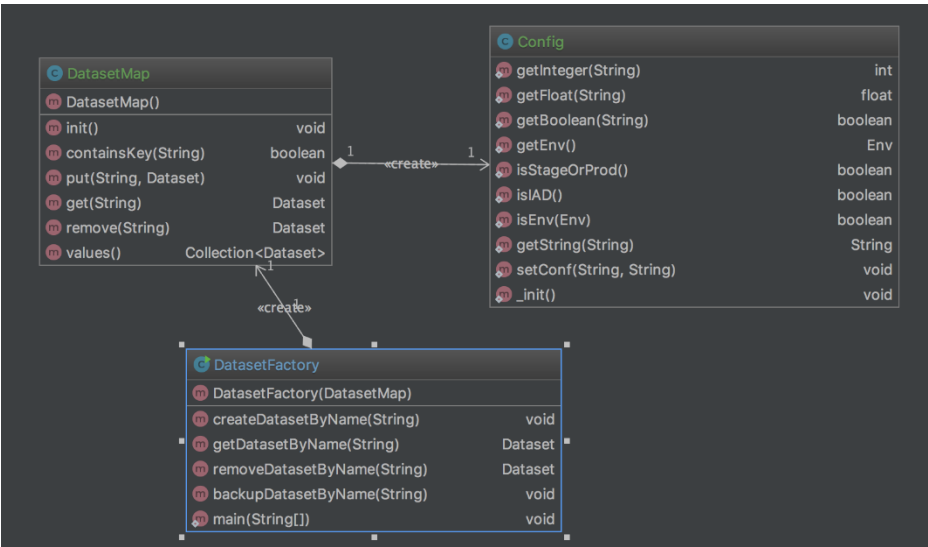 DatasetMap
DatasetMap()
init() void
containsKey(String) boolean
put(String, Dataset) void
get(String) Dataset
remove(String) Dataset
values() Collection<Dataset>
1 «create» 1
Config
getInteger(String) int
getFloat(String) float
getBoolean(String) boolean
getEnv() Env
isStageOrProd() boolean
isIAD() boolean
isEnv(Env) boolean
getString(String) String
setConf(String, String) void
_init() void
1
«create»
1
DatasetFactory
DatasetFactory(DatasetMap)
createDatasetByName(String) void
getDatasetByName(String) Dataset
removeDatasetByName(String) Dataset
backupDatasetByName(String) void
main(String[]) void